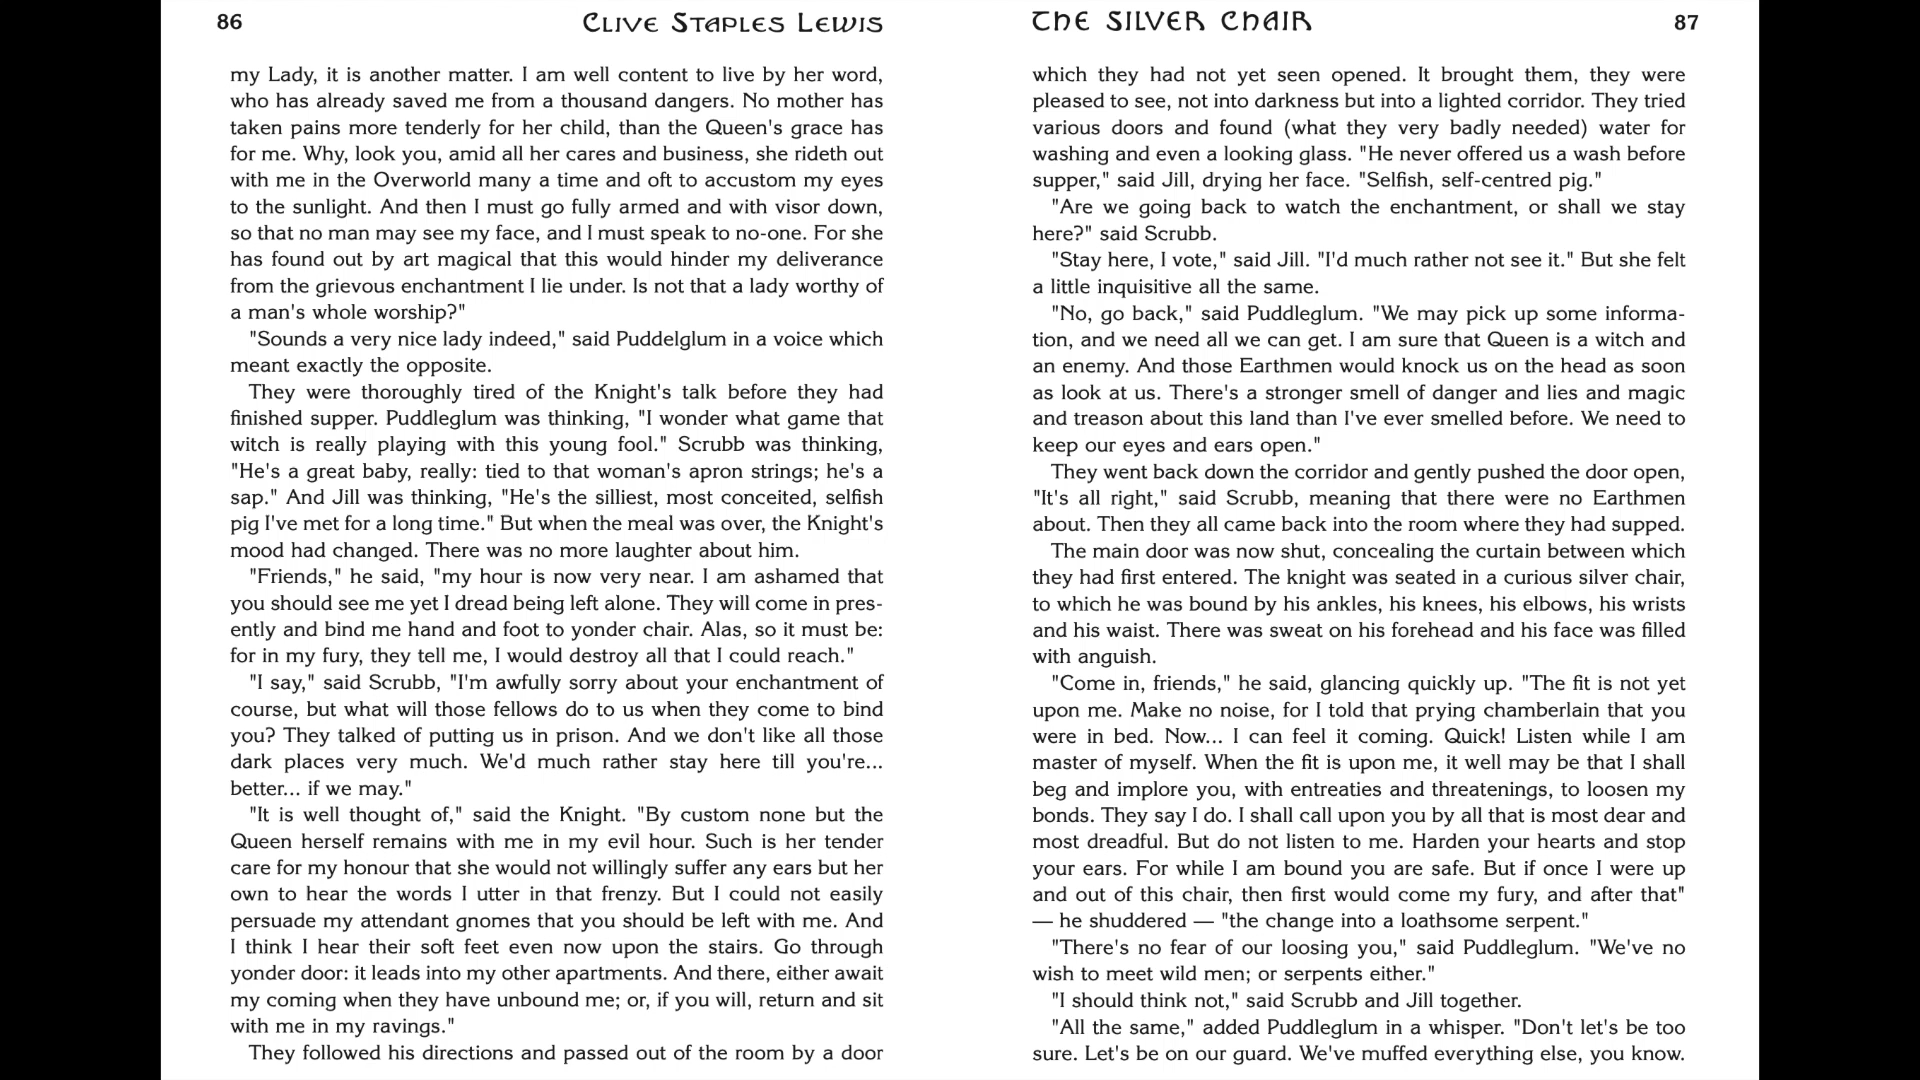 86
CLIVE STAPLES LEWIS
my Lady, it is another matter. I am well content to live by her word,
who has already saved me from a thousand dangers. No mother has
taken pains more tenderly for her child, than the Queen's grace has
for me. Why, look you, amid all her cares and business, she rideth out
with me in the Overworld many a time and oft to accustom my eyes
to the sunlight. And then I must go fully armed and with visor down,
so that no man may see my face, and I must speak to no-one. For she
has found out by art magical that this would hinder my deliverance
from the grievous enchantment I lie under. Is not that a lady worthy of
a man's whole worship?"
"Sounds a very nice lady indeed," said Puddelglum in a voice which
meant exactly the opposite.
They were thoroughly tired of the Knight's talk before they had
finished supper. Puddleglum was thinking, "I wonder what game that
witch is really playing with this young fool." Scrubb was thinking,
"He's a great baby, really: tied to that woman's apron strings; he's a
sap." And Jill was thinking, "He's the silliest, most conceited, selfish
pig I've met for a long time." But when the meal was over, the Knight's
mood had changed. There was no more laughter about him.
"Friends," he said, "my hour is now very near. I am ashamed that
you should see me yet I dread being left alone. They will come in pres-
ently and bind me hand and foot to yonder chair. Alas, so it must be:
for in my fury, they tell me, I would destroy all that I could reach."
"I say," said Scrubb, "I'm awfully sorry about your enchantment of
course, but what will those fellows do to us when they come to bind
you? They talked of putting us in prison. And we don't like all those
dark places very much. We'd much rather stay here till you're...
better... if we may."
"It is well thought of," said the Knight. "By custom none but the
Queen herself remains with me in my evil hour. Such is her tender
care for my honour that she would not willingly suffer any ears but her
own to hear the words I utter in that frenzy. But I could not easily
persuade my attendant gnomes that you should be left with me. And
I think I hear their soft feet even now upon the stairs. Go through
yonder door: it leads into my other apartments. And there, either await
my coming when they have unbound me; or, if you will, return and sit
with me in my ravings."
They followed his directions and passed out of the room by a door
THE SILVER CHAIR
87
which they had not yet seen opened. It brought them, they were
pleased to see, not into darkness but into a lighted corridor. They tried
various doors and found (what they very badly needed) water for
washing and even a looking glass. "He never offered us a wash before
supper," said Jill, drying her face. "Selfish, self-centred pig."
"Are we going back to watch the enchantment, or shall we stay
here?" said Scrubb.
"Stay here, I vote," said Jill. "I'd much rather not see it." But she felt
a little inquisitive all the same.
"No, go back," said Puddleglum. "We may pick up some informa-
tion, and we need all we can get. I am sure that Queen is a witch and
an enemy. And those Earthmen would knock us on the head as soon
as look at us. There's a stronger smell of danger and lies and magic
and treason about this land than I've ever smelled before. We need to
keep our eyes and ears open."
They went back down the corridor and gently pushed the door open,
"It's all right," said Scrubb, meaning that there were no Earthmen
about. Then they all came back into the room where they had supped.
The main door was now shut, concealing the curtain between which
they had first entered. The knight was seated in a curious silver chair,
to which he was bound by his ankles, his knees, his elbows, his wrists
and his waist. There was sweat on his forehead and his face was filled
with anguish.
"Come in, friends," he said, glancing quickly up. "The fit is not yet
upon me. Make no noise, for I told that prying chamberlain that you
were in bed. Now... I can feel it coming. Quick! Listen while I am
master of myself. When the fit is upon me, it well may be that I shall
beg and implore you, with entreaties and threatenings, to loosen my
bonds. They say I do. I shall call upon you by all that is most dear and
most dreadful. But do not listen to me. Harden your hearts and stop
your ears. For while I am bound you are safe. But if once I were up
and out of this chair, then first would come my fury, and after that"
— he shuddered — "the change into a loathsome serpent."
"There's no fear of our loosing you," said Puddleglum. "We've no
wish to meet wild men; or serpents either."
"I should think not," said Scrubb and Jill together.
"All the same," added Puddleglum in a whisper. "Don't let's be too
sure. Let's be on our guard. We've muffed everything else, you know.